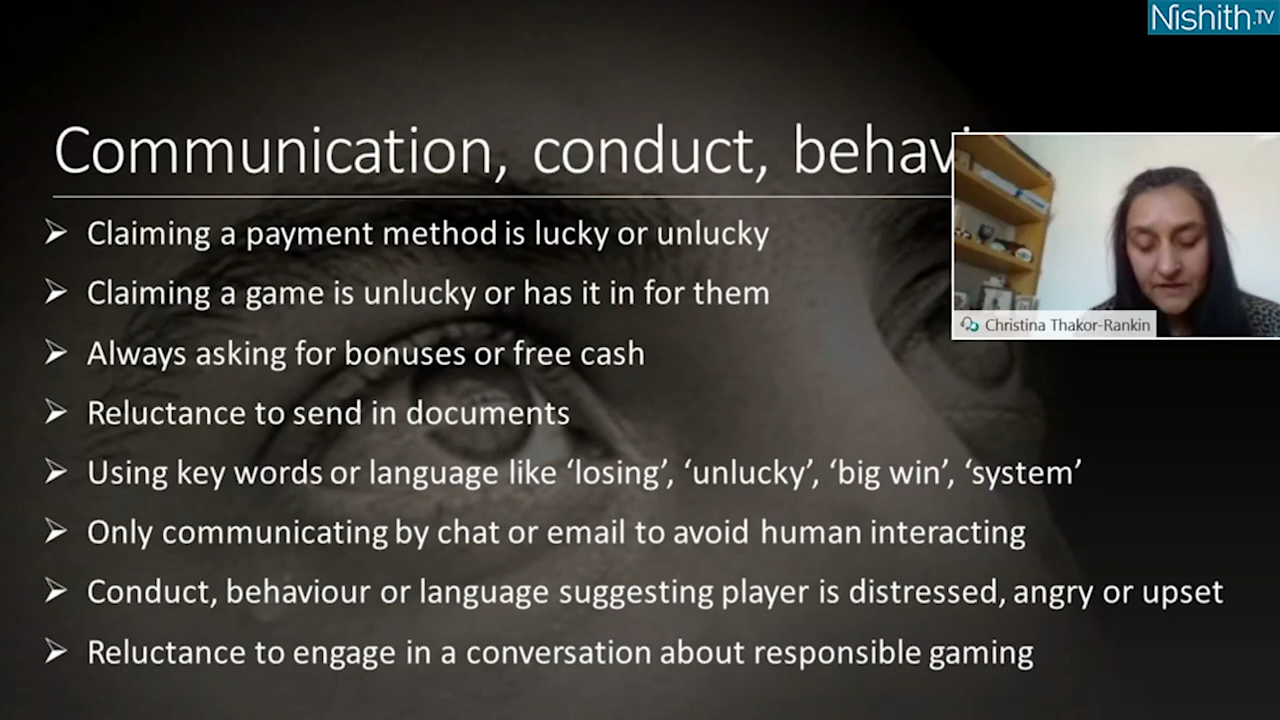 Nishith.TV
Communication, conduct,
Christina Thakor-Rankin
Claiming a payment method is lucky or unlucky
Claiming a game is unlucky or has it in for them
Always asking for bonuses or free cash
Reluctance to send in documents
Using key words or language like ‘losing’, ‘unlucky’, ‘big win’, ‘system’
Only communicating by chat or email to avoid human interacting
Conduct, behaviour or language suggesting player is distressed, angry or upset
Reluctance to engage in a conversation about responsible gaming